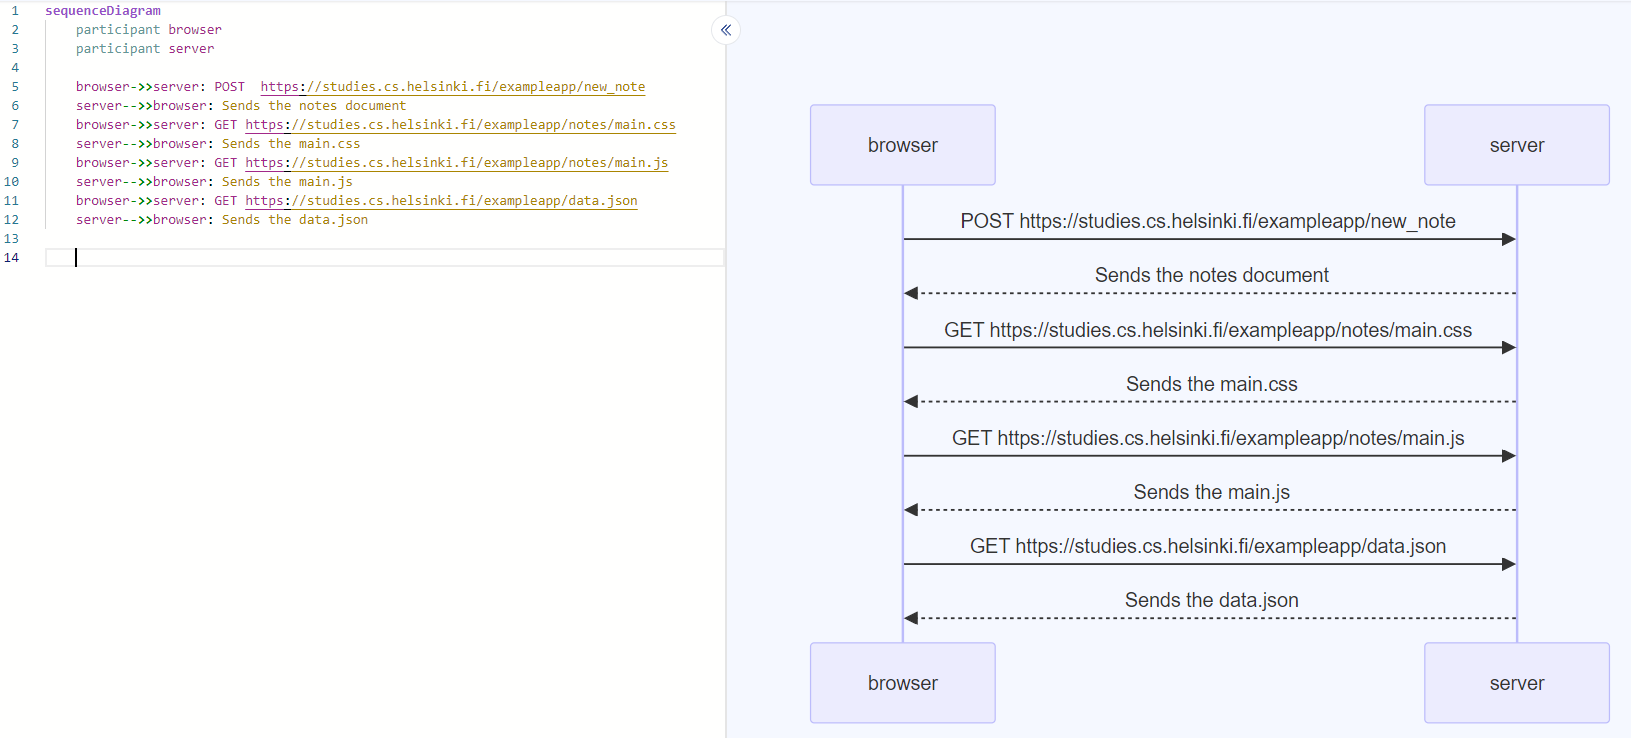 1 sequenceDiagram
2 participant browser
3 participant server
4
5 browser->>server: POST  https://studies.cs.helsinki.fi/exampleapp/new_note
6 server-->>browser: Sends the notes document
7 browser->>server: GET https://studies.cs.helsinki.fi/exampleapp/notes/main.css
8 server-->>browser: Sends the main.css
9 browser->>server: GET https://studies.cs.helsinki.fi/exampleapp/notes/main.js
10 server-->>browser: Sends the main.js
11 browser->>server: GET https://studies.cs.helsinki.fi/exampleapp/data.json
12 server-->>browser: Sends the data.json
13
14
browser
server
POST https://studies.cs.helsinki.fi/exampleapp/new_note
Sends the notes document
GET https://studies.cs.helsinki.fi/exampleapp/notes/main.css
Sends the main.css
GET https://studies.cs.helsinki.fi/exampleapp/notes/main.js
Sends the main.js
GET https://studies.cs.helsinki.fi/exampleapp/data.json
Sends the data.json
browser
server